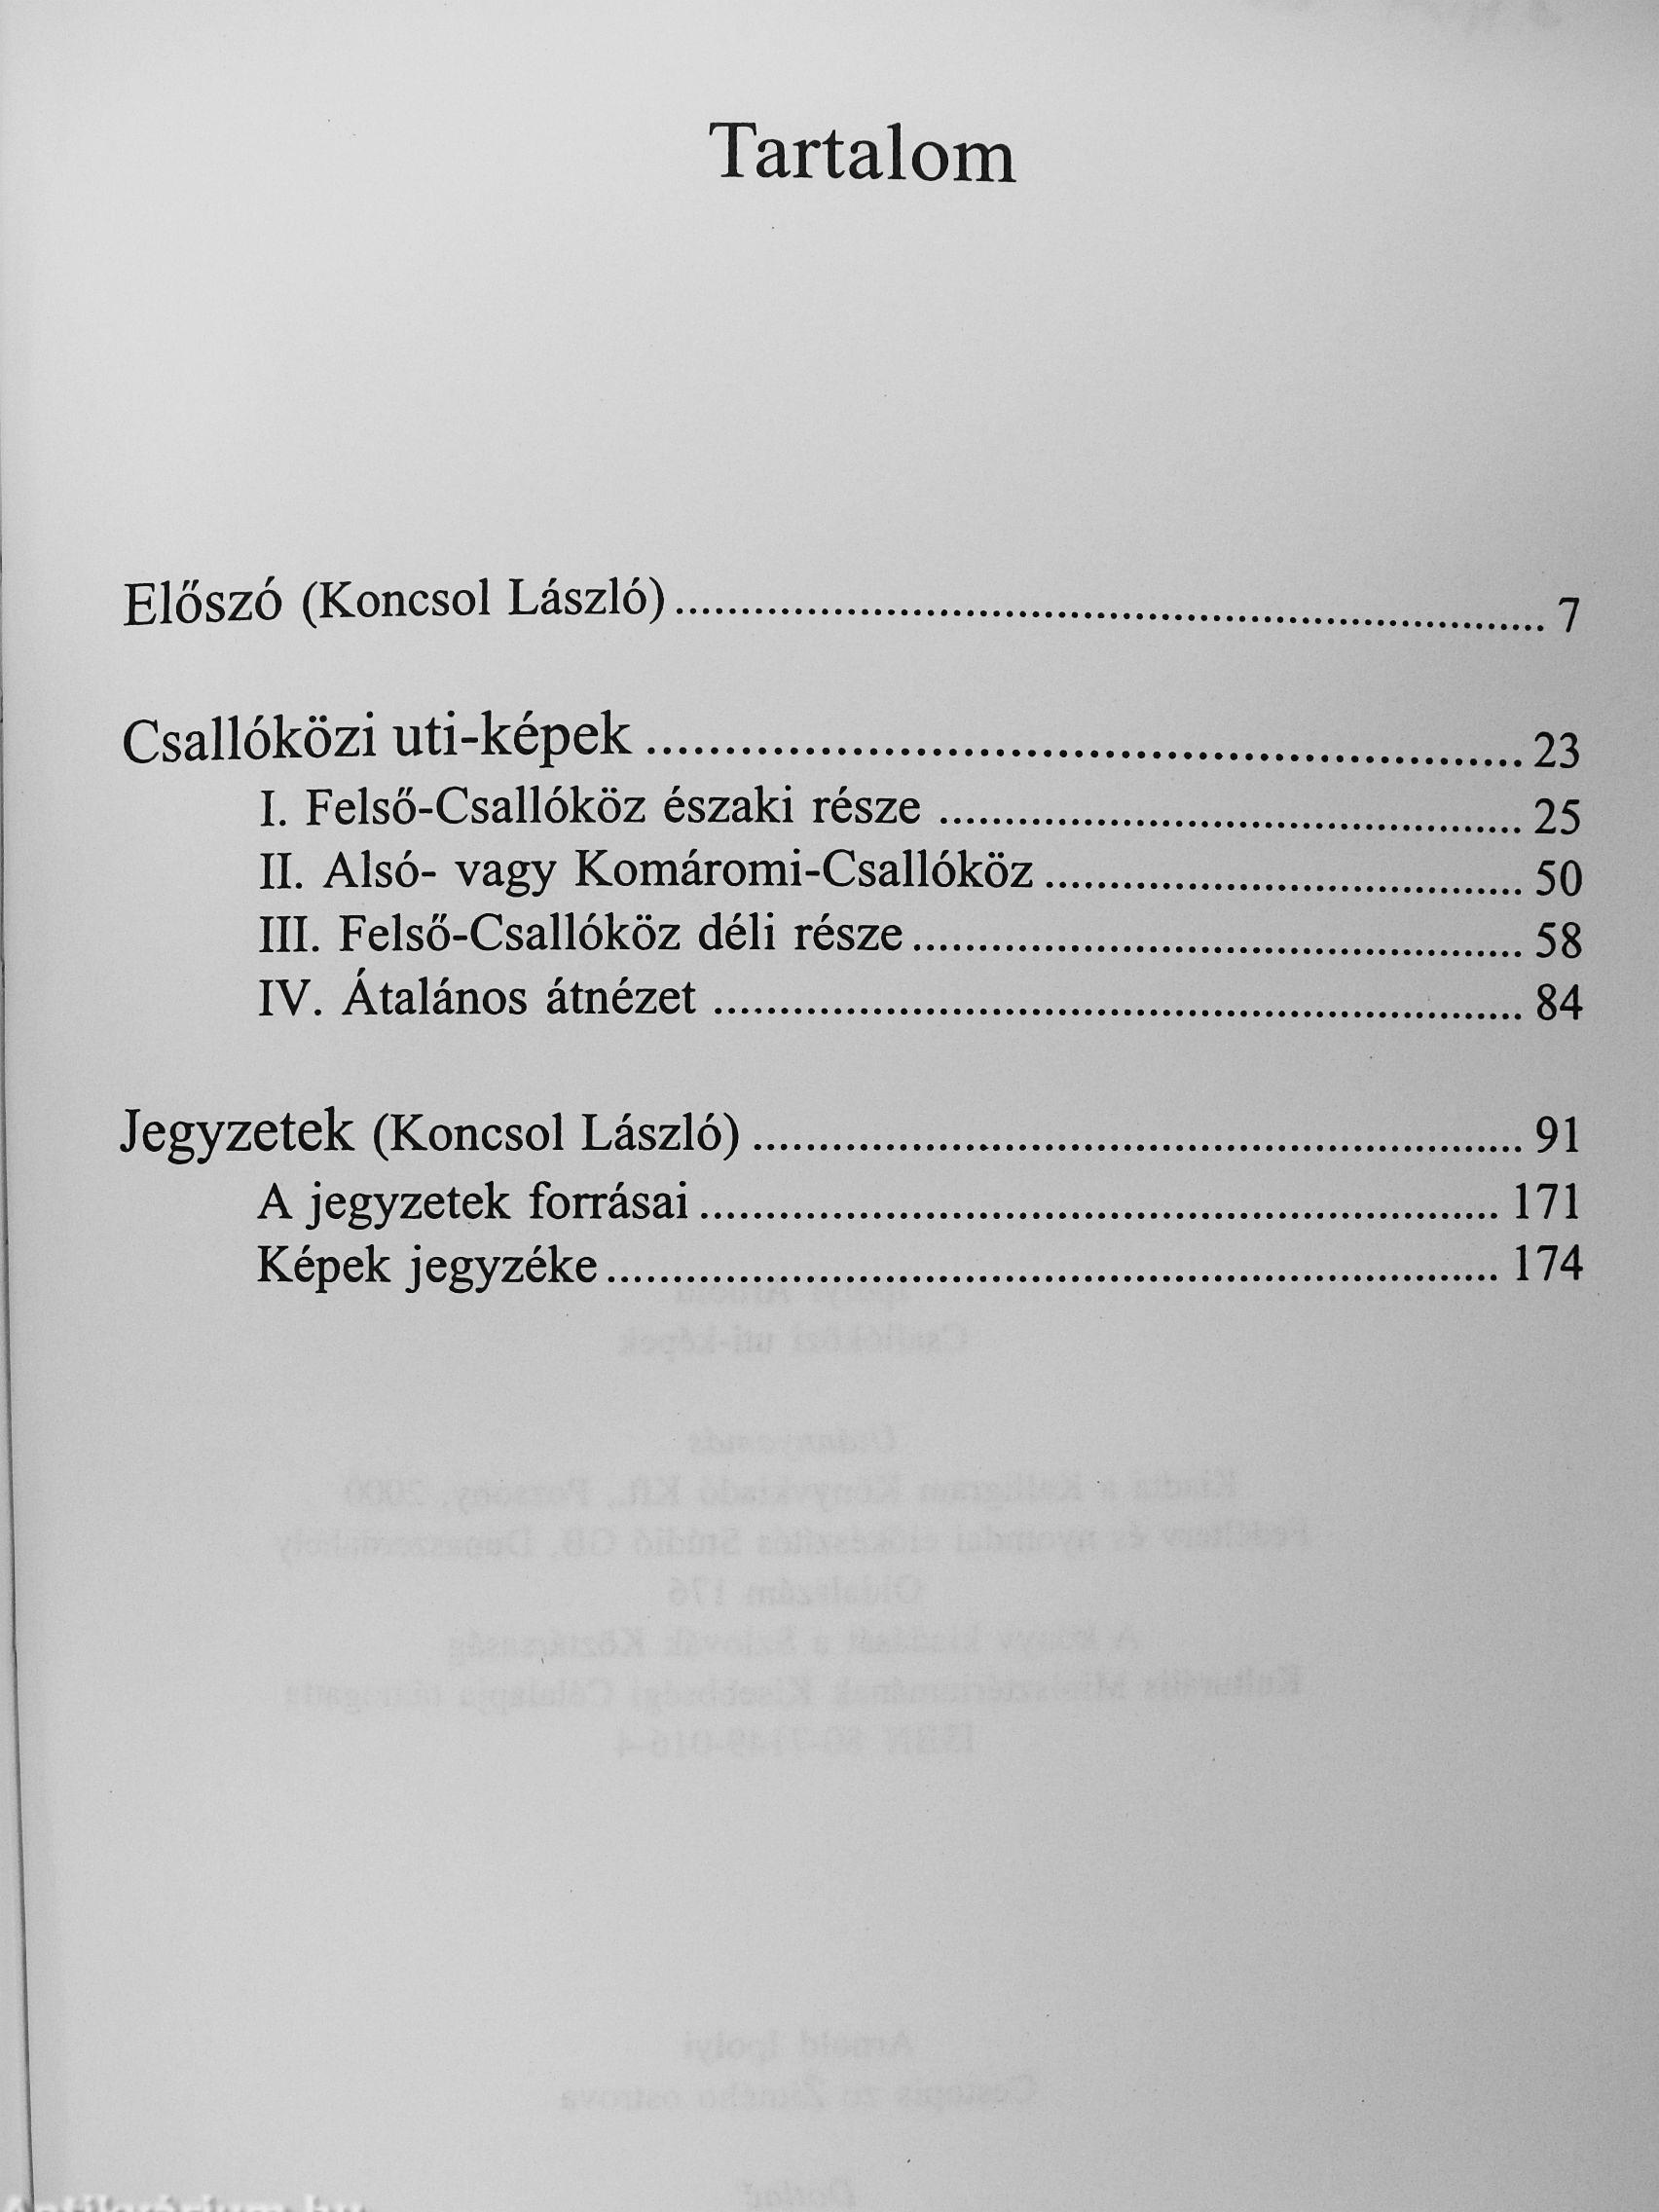 Tartalom
Előszó (Koncsol László) ........ 7
Csallóközi uti-képek ........ 23
I. Felső-Csallóköz északi része ........ 25
II. Alsó- vagy Komáromi-Csallóköz ........ 50
III. Felső-Csallóköz déli része ........ 58
IV. Átalános átnézet ........ 84
Jegyzetek (Koncsol László) ........ 91
A jegyzetek forrásai ........ 171
Képek jegyzéke ........ 174